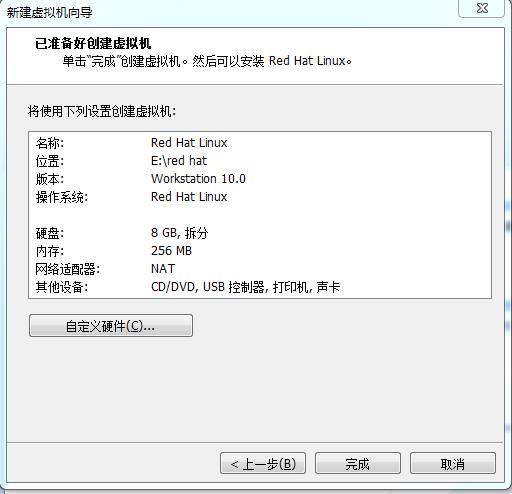 新建虚拟机向导
已准备好创建虚拟机
单击“完成”创建虚拟机。然后可以安装 Red Hat Linux。
将使用下列设置创建虚拟机:
名称: Red Hat Linux
位置: E:\red hat
版本: Workstation 10.0
操作系统: Red Hat Linux
硬盘: 8 GB, 拆分
内存: 256 MB
网络适配器: NAT
其他设备: CD/DVD, USB 控制器, 打印机, 声卡
自定义硬件(C)...
< 上一步(B) 完成 取消